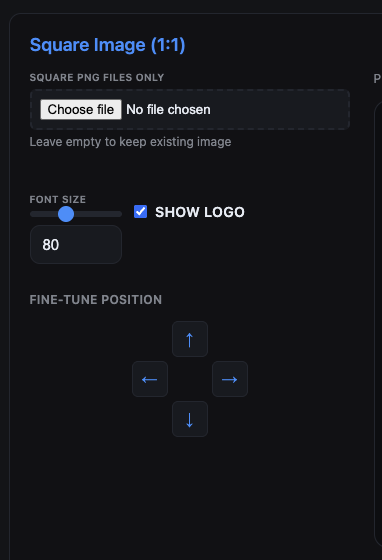 Square Image (1:1)
SQUARE PNG FILES ONLY
Choose file No file chosen
Leave empty to keep existing image
FONT SIZE
SHOW LOGO
80
FINE-TUNE POSITION
↑
← →
↓
P